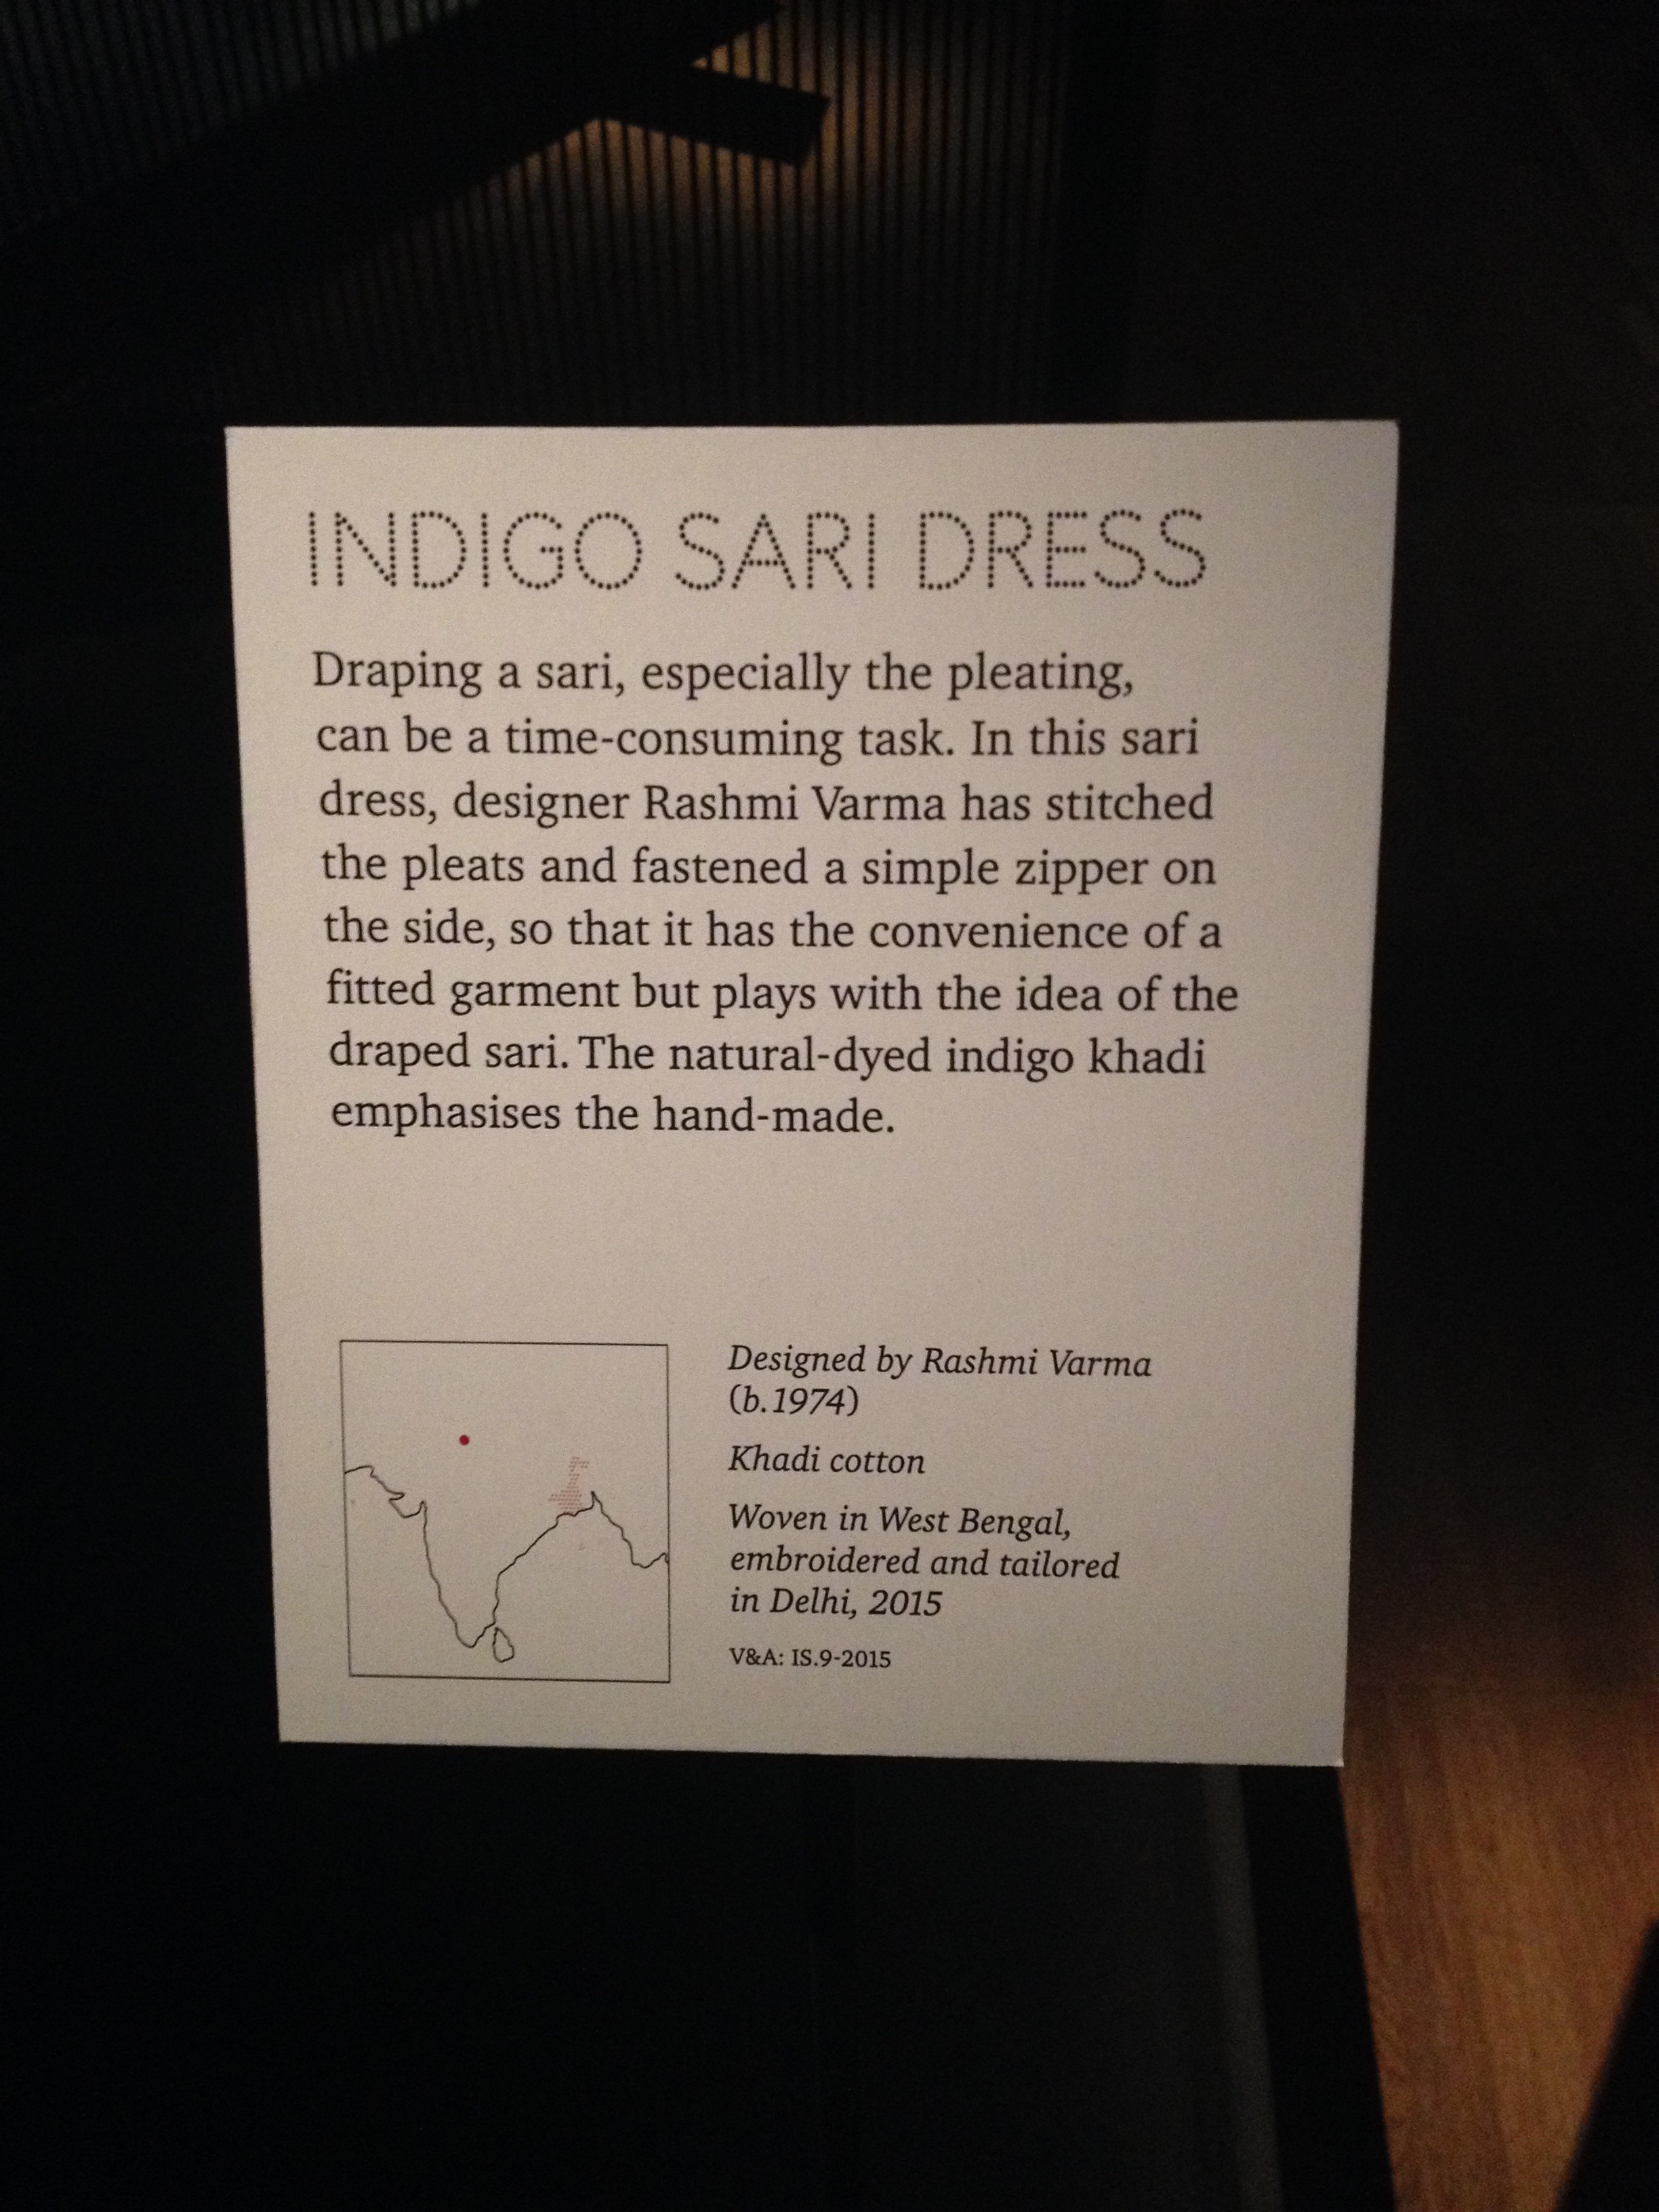 INDIGO SARI DRESS
Draping a sari, especially the pleating,
can be a time-consuming task. In this sari
dress, designer Rashmi Varma has stitched
the pleats and fastened a simple zipper on
the side, so that it has the convenience of a
fitted garment but plays with the idea of the
draped sari. The natural-dyed indigo khadi
emphasises the hand-made.
Designed by Rashmi Varma
(b.1974)
Khadi cotton
Woven in West Bengal,
embroidered and tailored
in Delhi, 2015
V&A: IS.9-2015